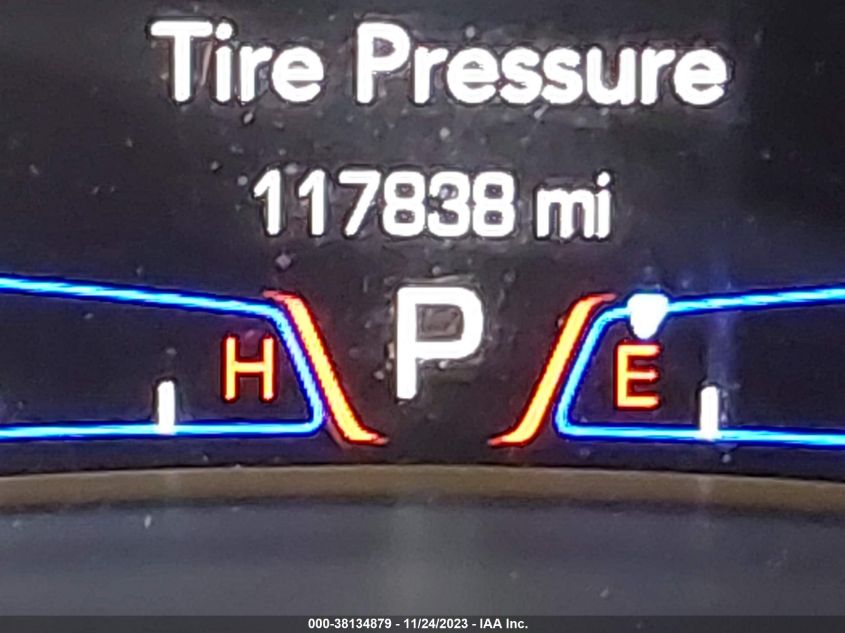 Tire Pressure
117838 mi
P
H E
000-38134879 - 11/24/2023 - IAA Inc.